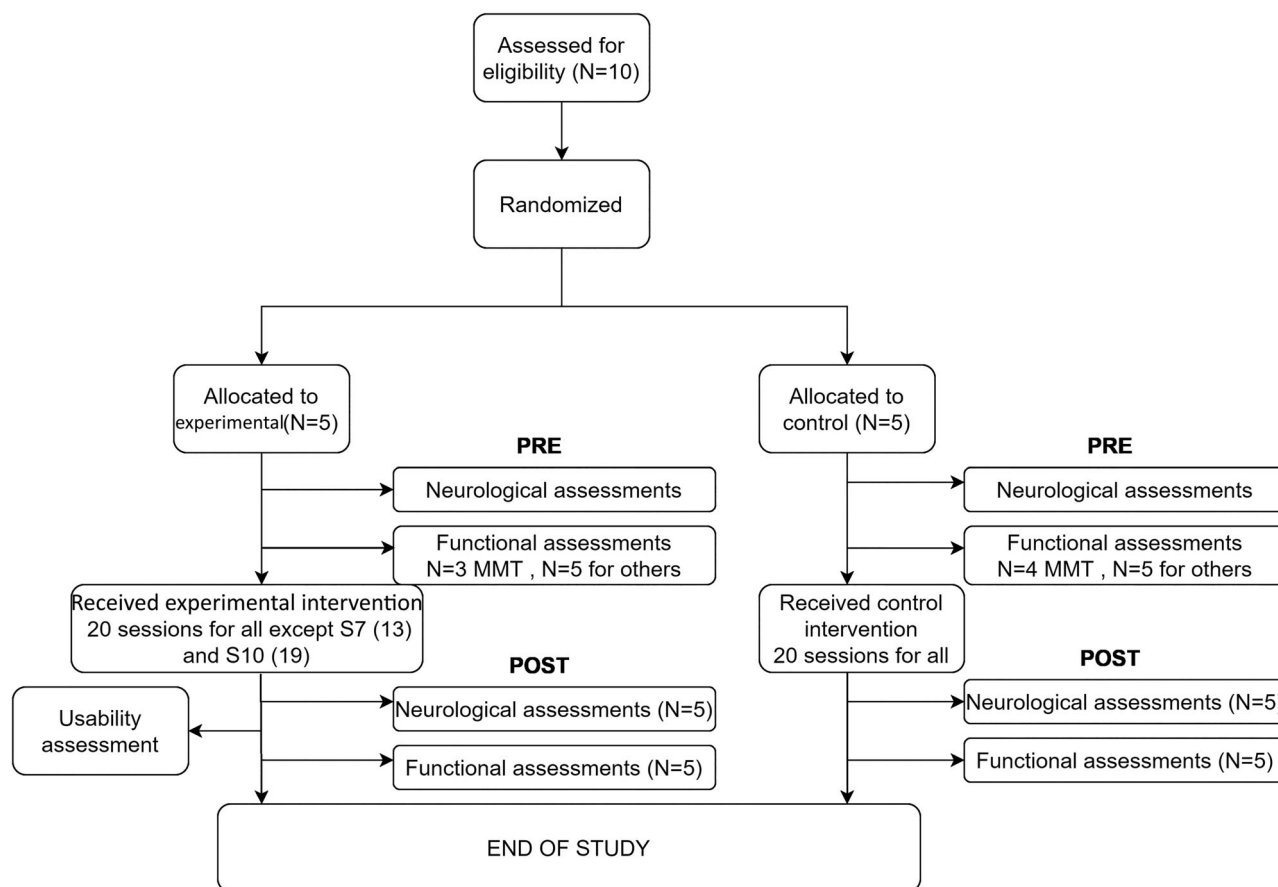 Assessed for
eligibility (N=10)
Randomized
Allocated to
experimental(N=5)
PRE
Neurological assessments
Functional assessments
N=3 MMT , N=5 for others
Received experimental intervention
20 sessions for all except S7 (13)
and S10 (19)
POST
Neurological assessments (N=5)
Functional assessments (N=5)
Usability
assessment
Allocated to
control (N=5)
PRE
Neurological assessments
Functional assessments
N=4 MMT , N=5 for others
Received control
intervention
20 sessions for all
POST
Neurological assessments (N=5)
Functional assessments (N=5)
END OF STUDY